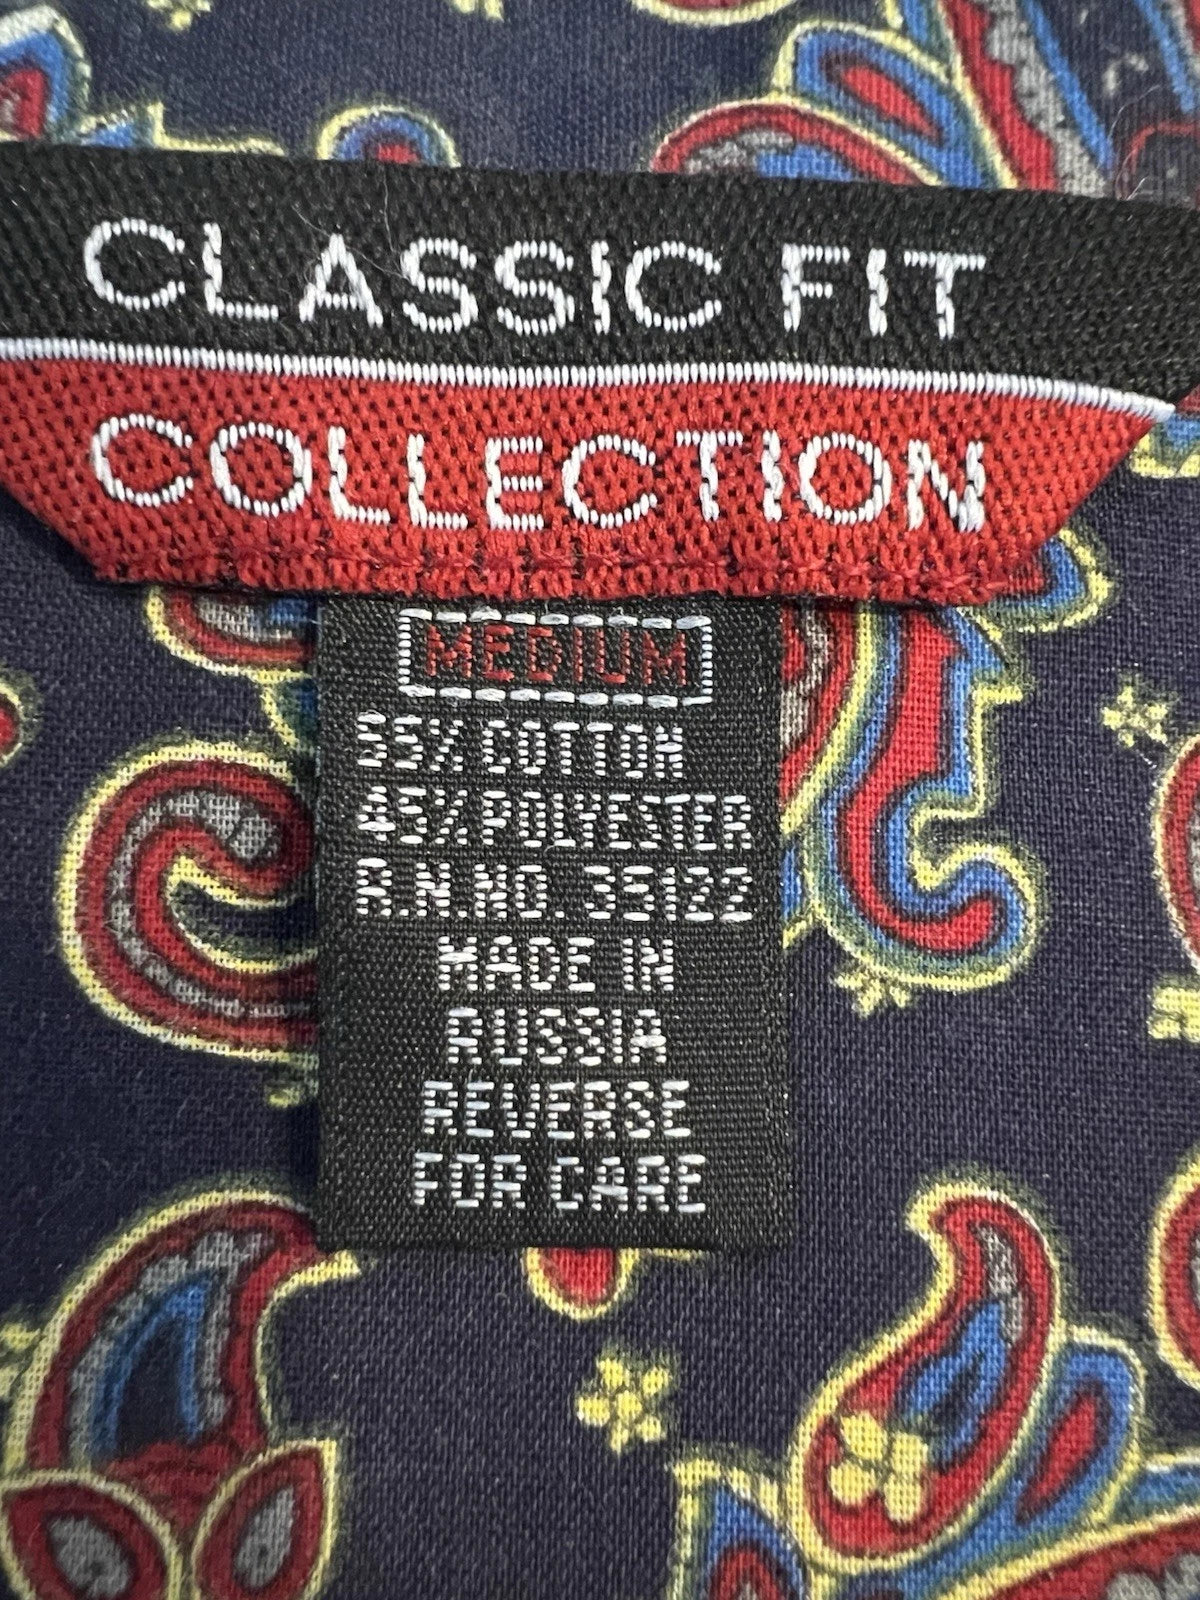 CLASSIC FIT
COLLECTION
MEDIUM
55% COTTON
45% POLYESTER
R.N.NO. 35122
MADE IN
RUSSIA
REVERSE
FOR CARE